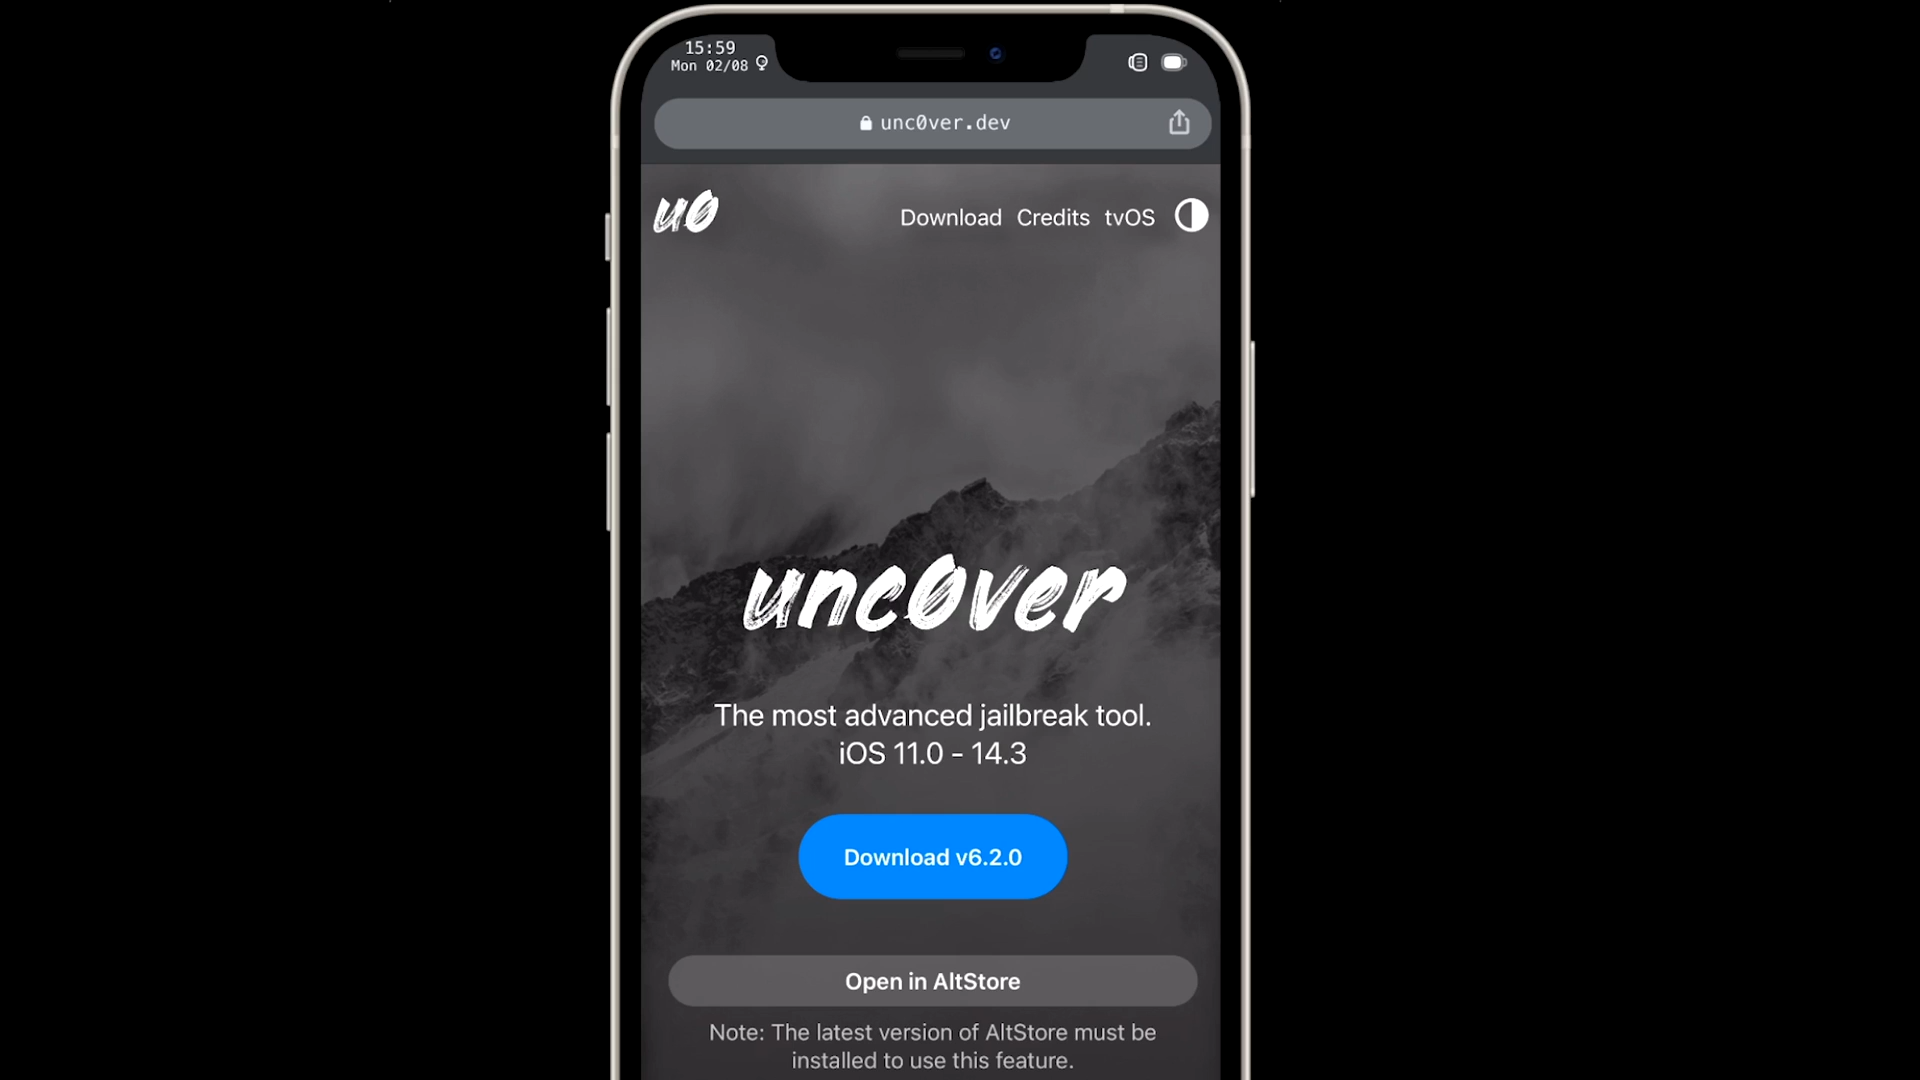 15:59
Mon 02/08
unc0ver.dev
u0
Download Credits tvOS
unc0ver
The most advanced jailbreak tool.
iOS 11.0 - 14.3
Download v6.2.0
Open in AltStore
Note: The latest version of AltStore must be
installed to use this feature.